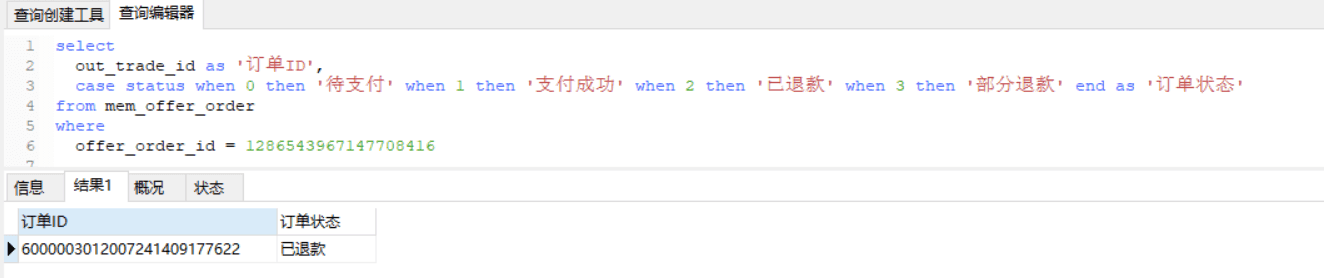 查询创建工具 查询编辑器
1 select
2 out_trade_id as '订单ID',
3 case status when 0 then '待支付' when 1 then '支付成功' when 2 then '已退款' when 3 then '部分退款' end as '订单状态'
4 from mem_offer_order
5 where
6 offer_order_id = 1286543967147708416
7
信息 结果1 概况 状态
订单ID 订单状态
6000003012007241409177622 已退款